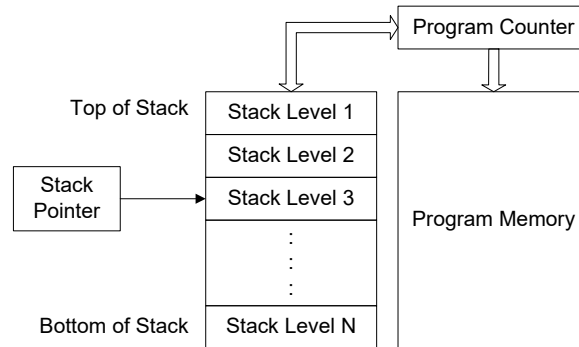 Program Counter
Top of Stack
Stack Level 1
Stack Level 2
Stack
Pointer
Stack Level 3
Program Memory
Bottom of Stack
Stack Level N